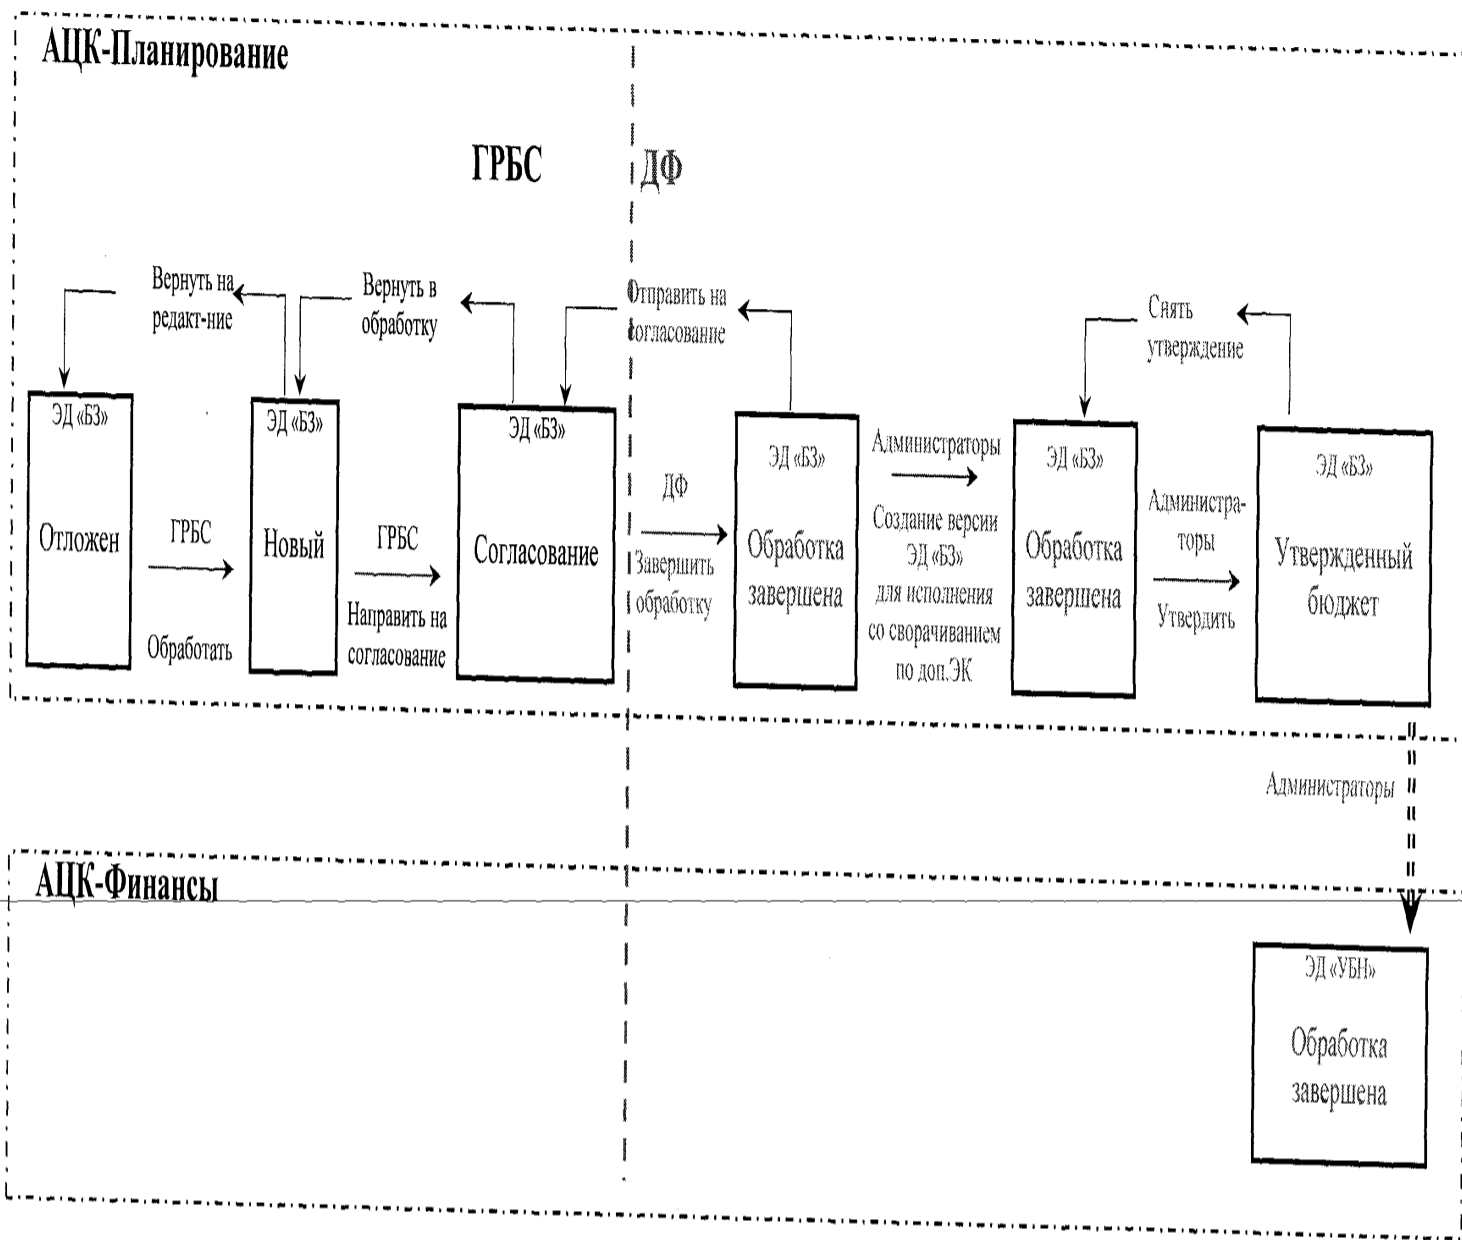 АЦК-Планирование
ГРБС
ДФ
Вернуть на
редакт-ние
Вернуть в
обработку
Отправить на
согласование
Снять
утверждение
ЭД «БЗ»
Отложен
ГРБС
Обработать
ЭД «БЗ»
Новый
ГРБС
Направить на
согласование
ЭД «БЗ»
Согласование
ДФ
Завершить
обработку
ЭД «БЗ»
Обработка
завершена
Администраторы
Создание версии
ЭД «БЗ»
для исполнения
со сворачиванием
по доп.ЭК
ЭД «БЗ»
Обработка
завершена
Администра-
торы
Утвердить
ЭД «БЗ»
Утвержденный
бюджет
Администраторы
АЦК-Финансы
ЭД «УБН»
Обработка
завершена